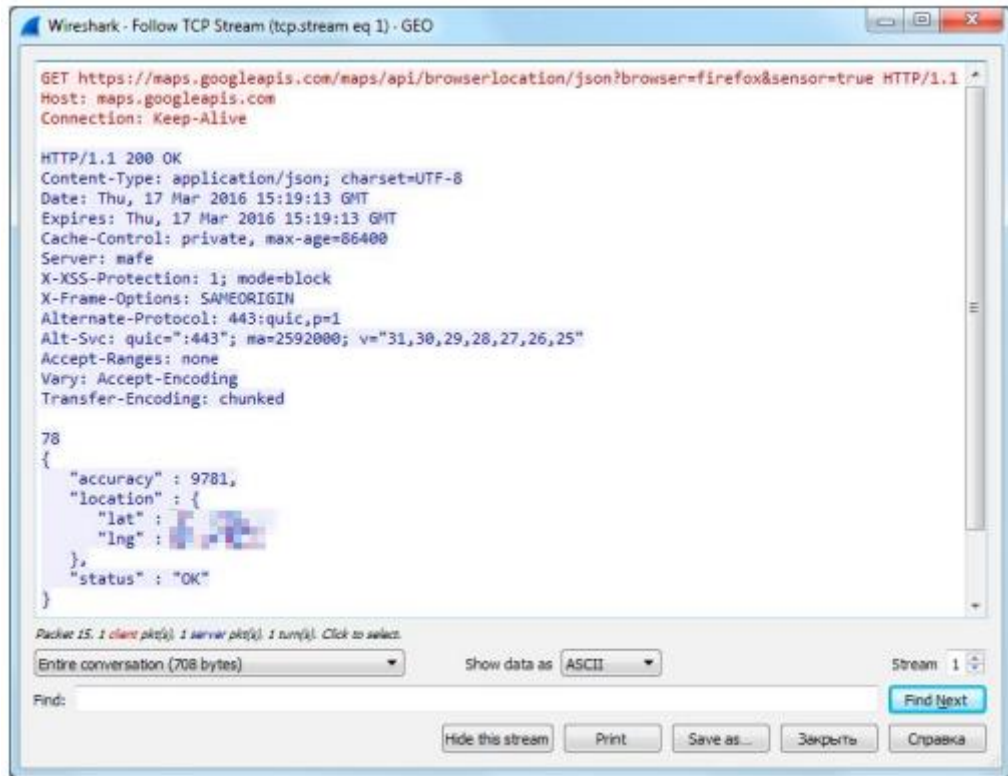 Wireshark - Follow TCP Stream (tcp.stream eq 1) - GEO
GET https://maps.googleapis.com/maps/api/browserlocation/json?browser=firefox&sensor=true HTTP/1.1
Host: maps.googleapis.com
Connection: Keep-Alive
HTTP/1.1 200 OK
Content-Type: application/json; charset=UTF-8
Date: Thu, 17 Mar 2016 15:19:13 GMT
Expires: Thu, 17 Mar 2016 15:19:13 GMT
Cache-Control: private, max-age=86400
Server: mafe
X-XSS-Protection: 1; mode=block
X-Frame-Options: SAMEORIGIN
Alternate-Protocol: 443:quic,p=1
Alt-Svc: quic=":443"; ma=2592000; v="31,30,29,28,27,26,25"
Accept-Ranges: none
Vary: Accept-Encoding
Transfer-Encoding: chunked
78
{
"accuracy" : 9781,
"location" : {
"lat" :
"lng" :
},
"status" : "OK"
}
Packet 15. 1 client pkt(s), 1 server pkt(s), 1 turn(s). Click to select.
Entire conversation (708 bytes) Show data as ASCII Stream 1
Find: Find Next
Hide this stream Print Save as... Закрыть Справка